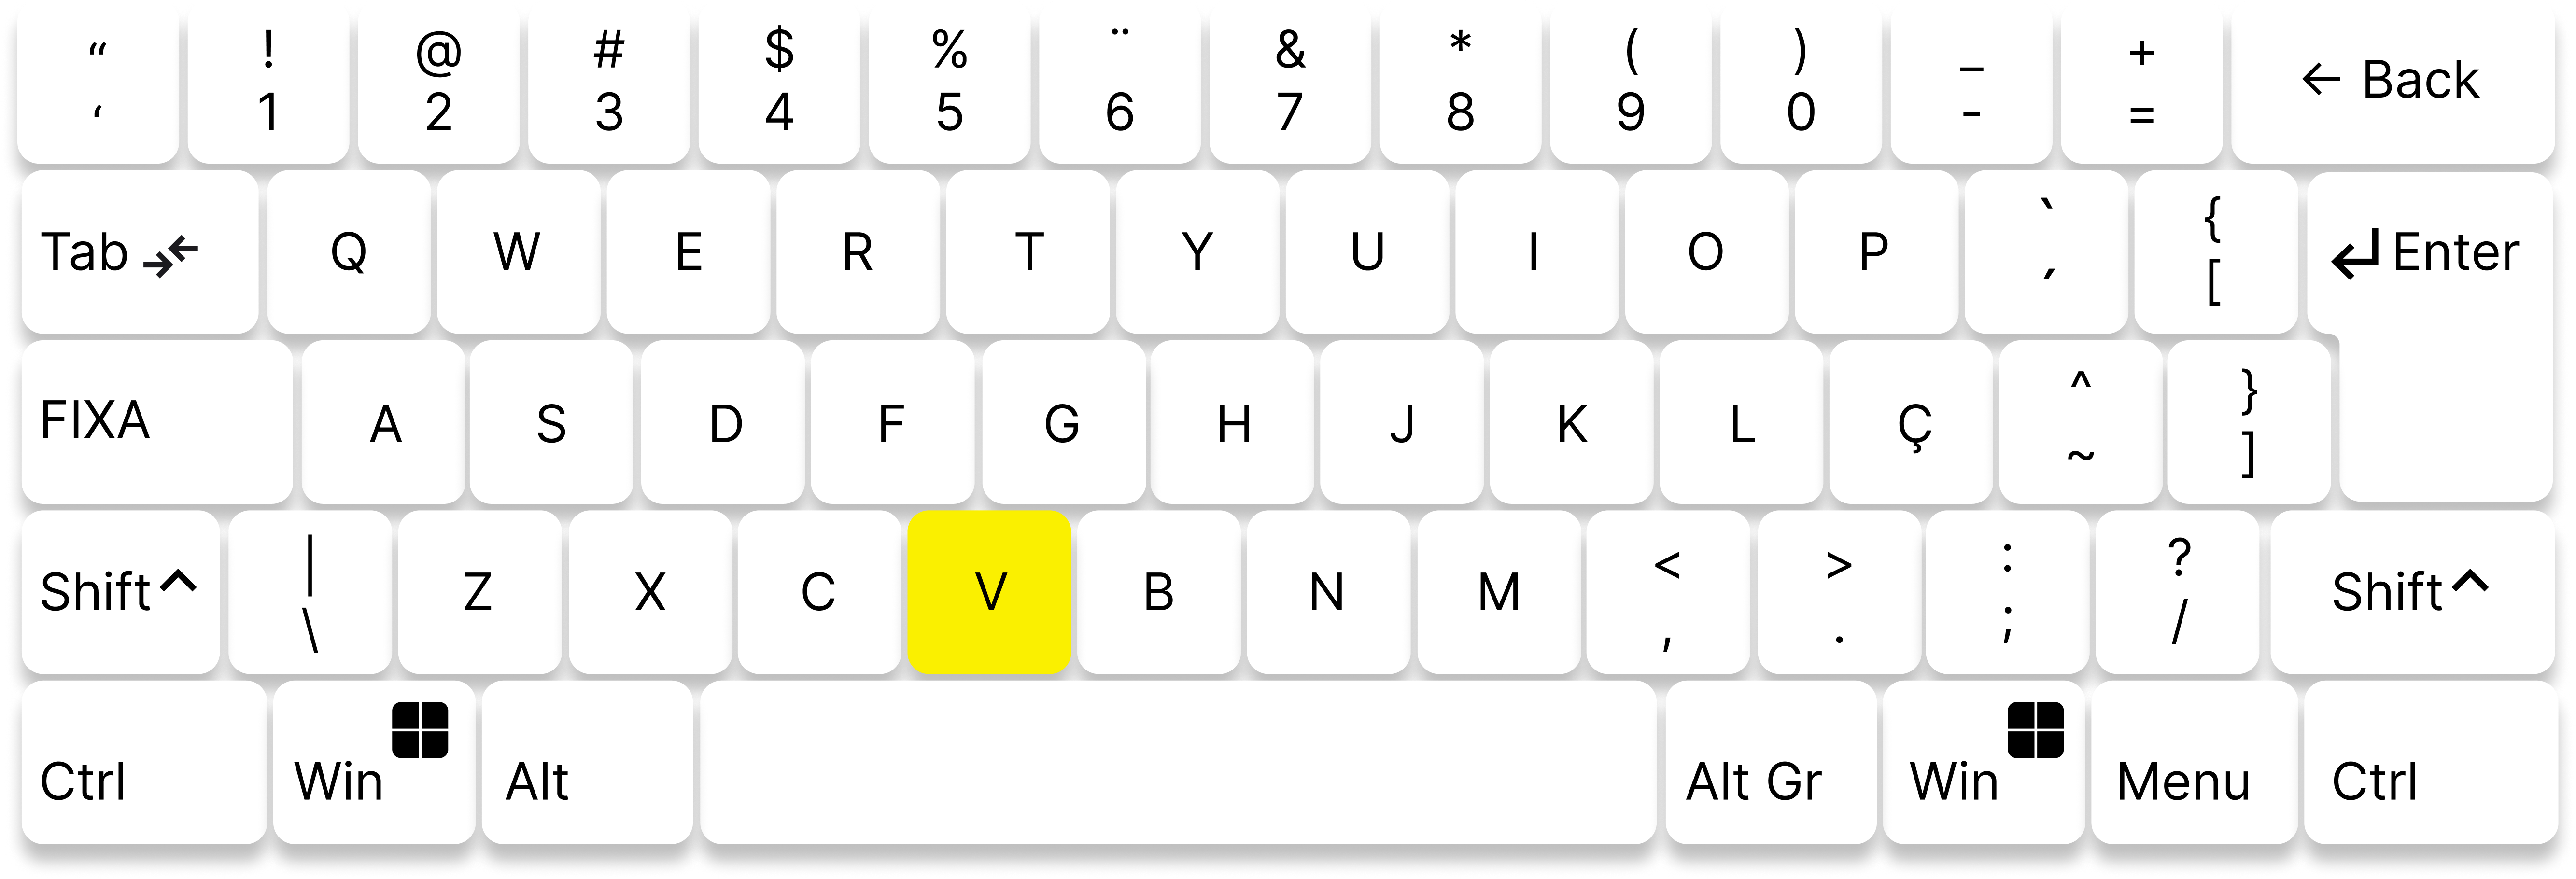 “ ! @ # $ % ¨ & * ( ) _ +
‘ 1 2 3 4 5 6 7 8 9 0 - = ← Back
Tab Q W E R T Y U I O P ` ´ { [ Enter
FIXA A S D F G H J K L Ç ^ ~ } ]
Shift | \ Z X C V B N M < , > . : ; ? / Shift
Ctrl Win Alt Alt Gr Win Menu Ctrl